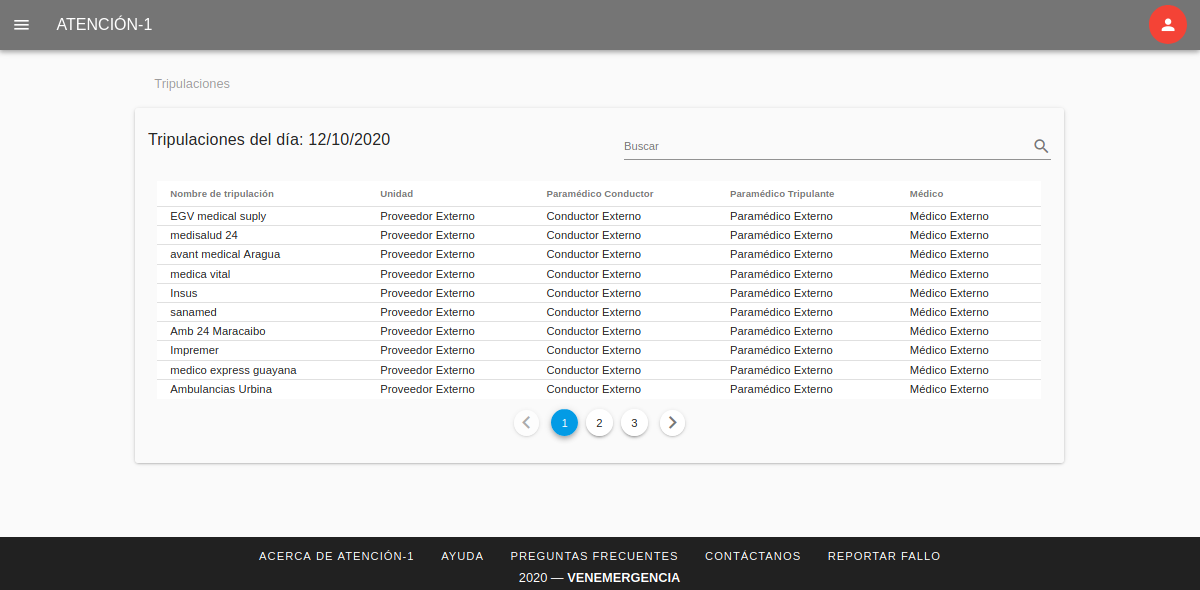 ATENCIÓN-1
Tripulaciones
Tripulaciones del día: 12/10/2020
Buscar
Nombre de tripulación Unidad Paramédico Conductor Paramédico Tripulante Médico
EGV medical suply Proveedor Externo Conductor Externo Paramédico Externo Médico Externo
medisalud 24 Proveedor Externo Conductor Externo Paramédico Externo Médico Externo
avant medical Aragua Proveedor Externo Conductor Externo Paramédico Externo Médico Externo
medica vital Proveedor Externo Conductor Externo Paramédico Externo Médico Externo
Insus Proveedor Externo Conductor Externo Paramédico Externo Médico Externo
sanamed Proveedor Externo Conductor Externo Paramédico Externo Médico Externo
Amb 24 Maracaibo Proveedor Externo Conductor Externo Paramédico Externo Médico Externo
Impremer Proveedor Externo Conductor Externo Paramédico Externo Médico Externo
medico express guayana Proveedor Externo Conductor Externo Paramédico Externo Médico Externo
Ambulancias Urbina Proveedor Externo Conductor Externo Paramédico Externo Médico Externo
1 2 3
ACERCA DE ATENCIÓN-1 AYUDA PREGUNTAS FRECUENTES CONTÁCTANOS REPORTAR FALLO
2020 — VENEMERGENCIA